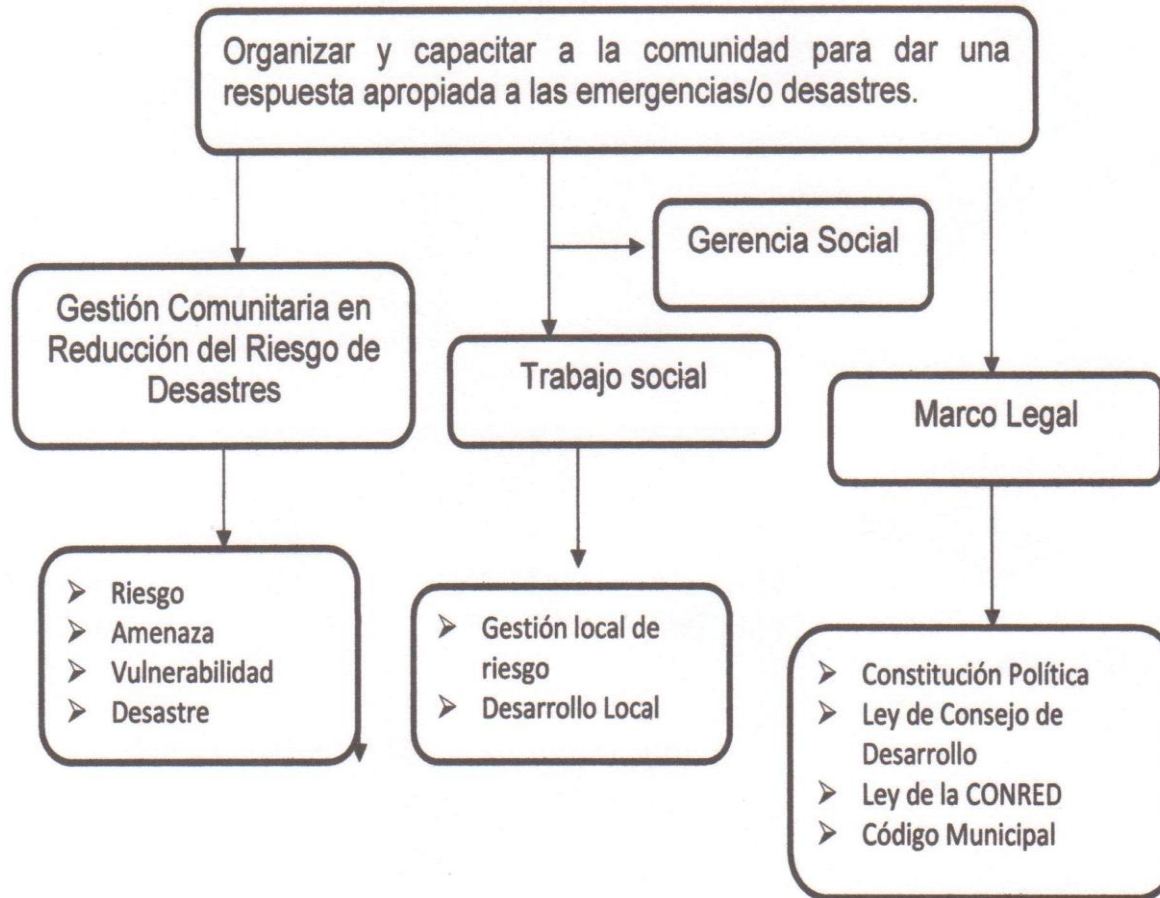 Organizar y capacitar a la comunidad para dar una
respuesta apropiada a las emergencias/o desastres.
Gerencia Social
Gestión Comunitaria en
Reducción del Riesgo de
Desastres
Trabajo social
Marco Legal
➢ Riesgo
➢ Amenaza
➢ Vulnerabilidad
➢ Desastre
➢ Gestión local de
riesgo
➢ Desarrollo Local
➢ Constitución Política
➢ Ley de Consejo de
Desarrollo
➢ Ley de la CONRED
➢ Código Municipal